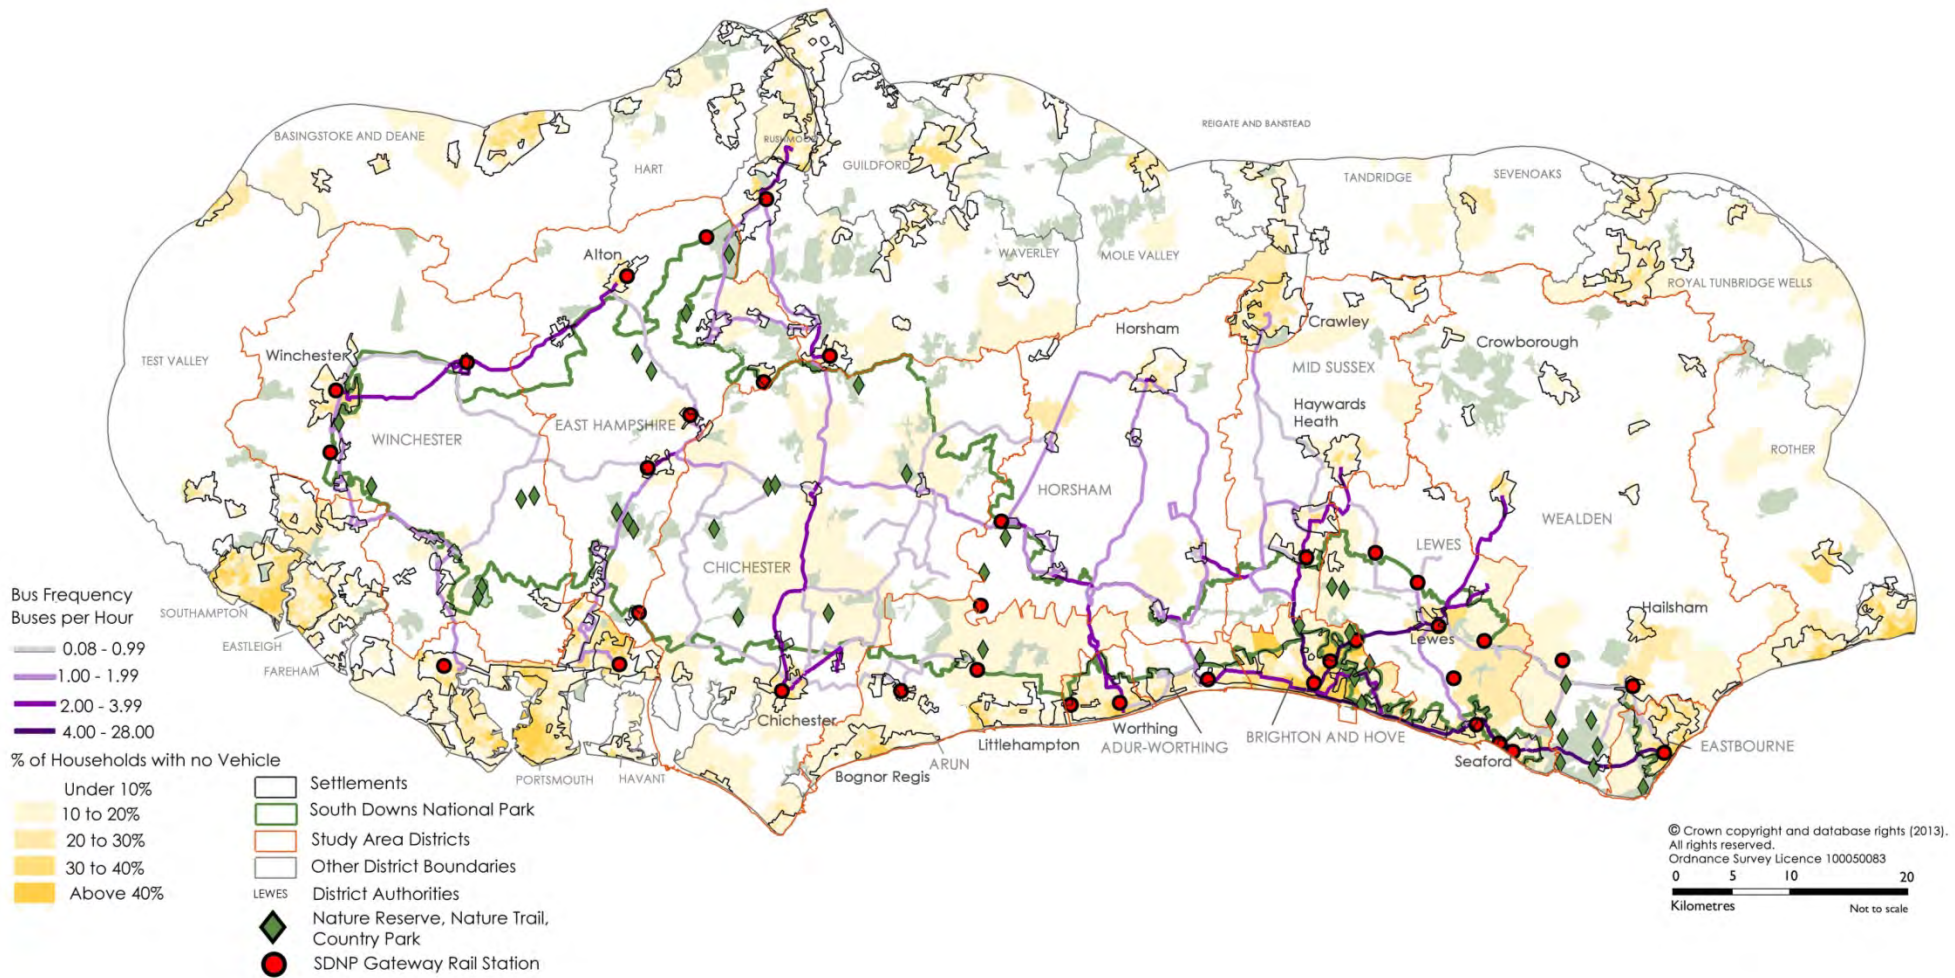 BASINGSTOKE AND DEANE
HART
RUSHMOOR
GUILDFORD
REIGATE AND BANSTEAD
TANDRIDGE
SEVENOAKS
WAVERLEY
MOLE VALLEY
ROYAL TUNBRIDGE WELLS
Alton
TEST VALLEY
Winchester
Horsham
Crawley
Crowborough
MID SUSSEX
Haywards
Heath
WINCHESTER
EAST HAMPSHIRE
ROTHER
HORSHAM
WEALDEN
LEWES
CHICHESTER
SOUTHAMPTON
EASTLEIGH
FAREHAM
Hailsham
Lewes
Chichester
Worthing
ADUR-WORTHING
BRIGHTON AND HOVE
EASTBOURNE
Littlehampton
Seaford
ARUN
Bognor Regis
PORTSMOUTH
HAVANT
Bus Frequency
Buses per Hour
0.08 - 0.99
1.00 - 1.99
2.00 - 3.99
4.00 - 28.00
% of Households with no Vehicle
Under 10%
10 to 20%
20 to 30%
30 to 40%
Above 40%
Settlements
South Downs National Park
Study Area Districts
Other District Boundaries
LEWES District Authorities
Nature Reserve, Nature Trail,
Country Park
SDNP Gateway Rail Station
© Crown copyright and database rights (2013).
All rights reserved.
Ordnance Survey Licence 100050083
0 5 10 20
Kilometres Not to scale